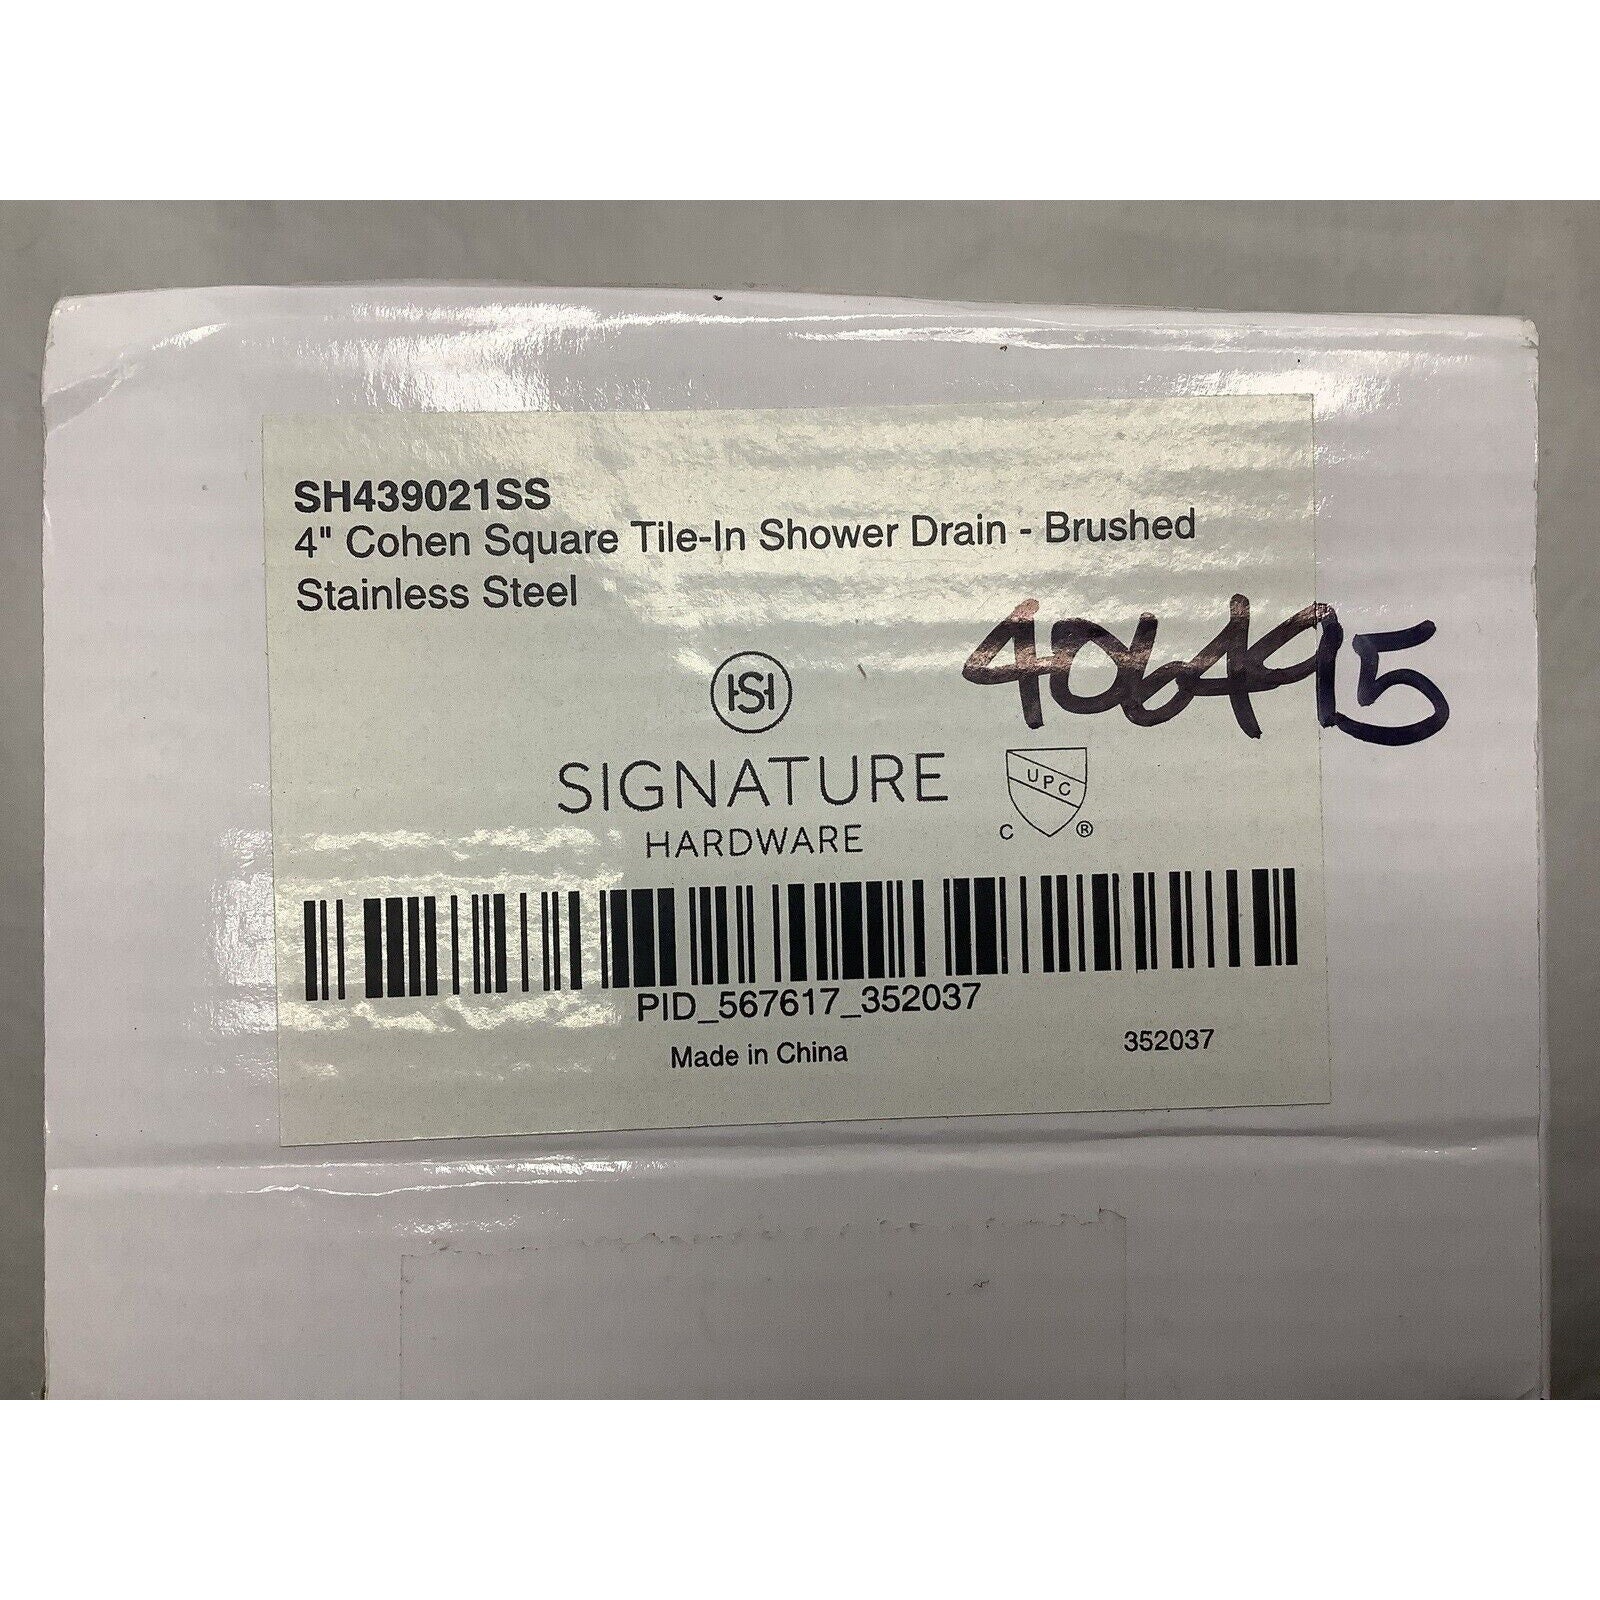 SH439021SS
4" Cohen Square Tile-In Shower Drain - Brushed
Stainless Steel
406495
SIGNATURE
HARDWARE
UPC
C ®
PID_567617_352037
Made in China
352037